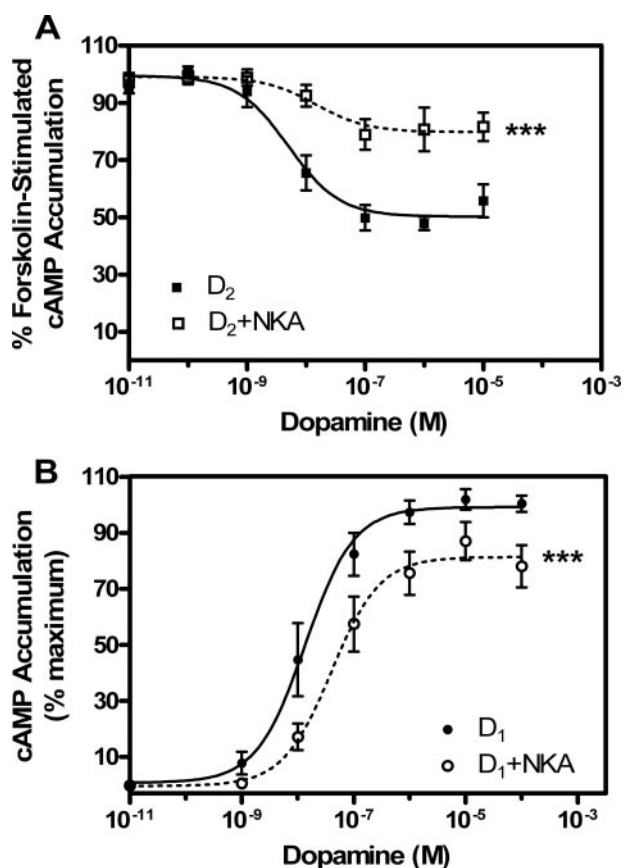 A
% Forskolin-Stimulated
cAMP Accumulation
110
90
70
50
30
10
***
D₂
D₂+NKA
10⁻¹¹ 10⁻⁹ 10⁻⁷ 10⁻⁵ 10⁻³
Dopamine (M)
B
cAMP Accumulation
(% maximum)
110
90
70
50
30
10
***
D₁
D₁+NKA
10⁻¹¹ 10⁻⁹ 10⁻⁷ 10⁻⁵ 10⁻³
Dopamine (M)